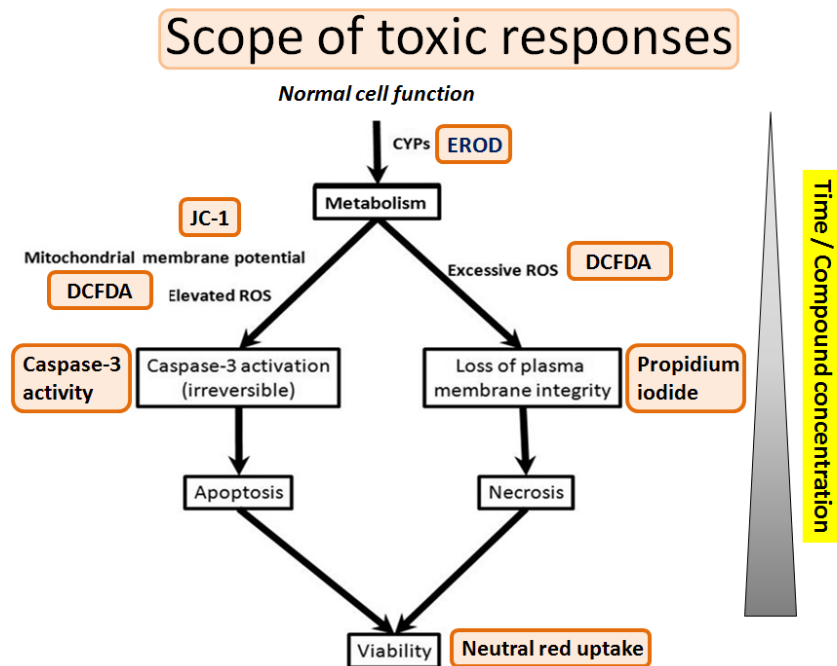 Scope of toxic responses
Normal cell function
CYPs
EROD
Metabolism
JC-1
Mitochondrial membrane potential
DCFDA
Elevated ROS
Excessive ROS
DCFDA
Caspase-3
activity
Caspase-3 activation
(irreversible)
Loss of plasma
membrane integrity
Propidium
iodide
Apoptosis
Necrosis
Viability
Neutral red uptake
Time / Compound concentration